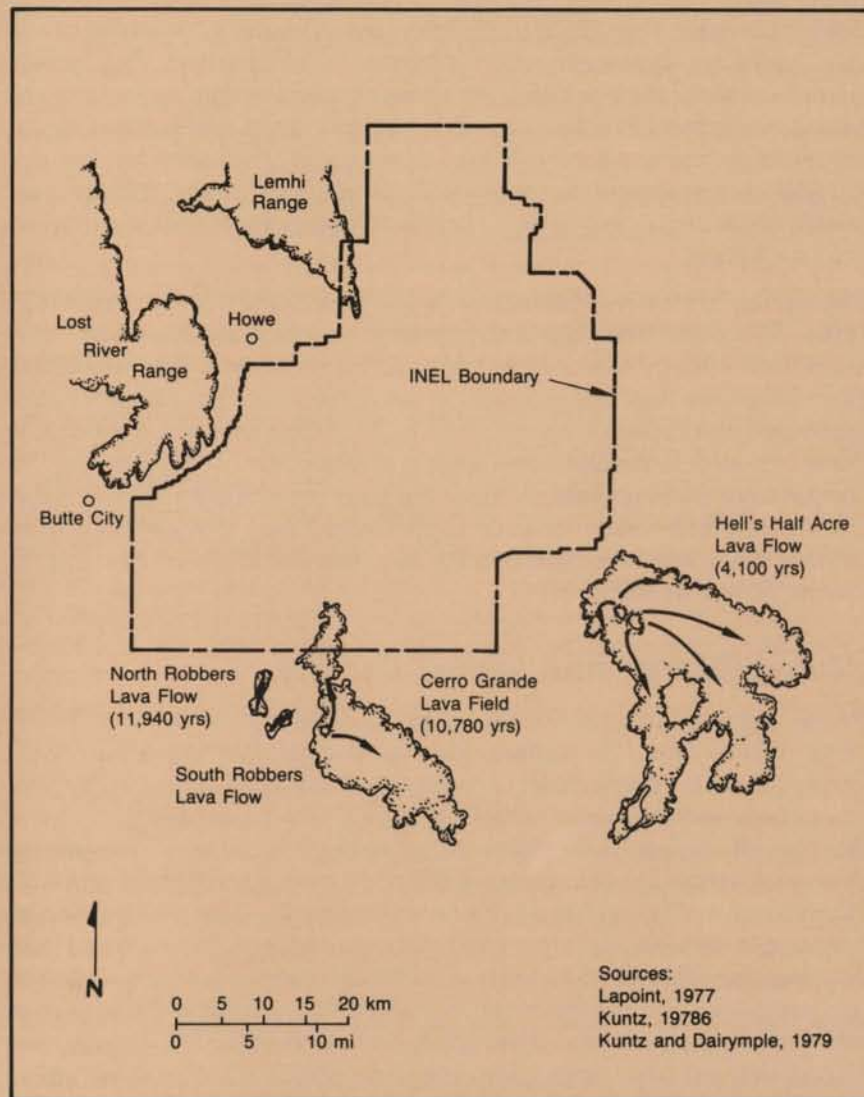 Lemhi
Range
Lost
River
Range
Howe
INEL Boundary
Butte City
Hell's Half Acre
Lava Flow
(4,100 yrs)
North Robbers
Lava Flow
(11,940 yrs)
Cerro Grande
Lava Field
(10,780 yrs)
South Robbers
Lava Flow
N
0 5 10 15 20 km
0 5 10 mi
Sources:
Lapoint, 1977
Kuntz, 19786
Kuntz and Dairymple, 1979